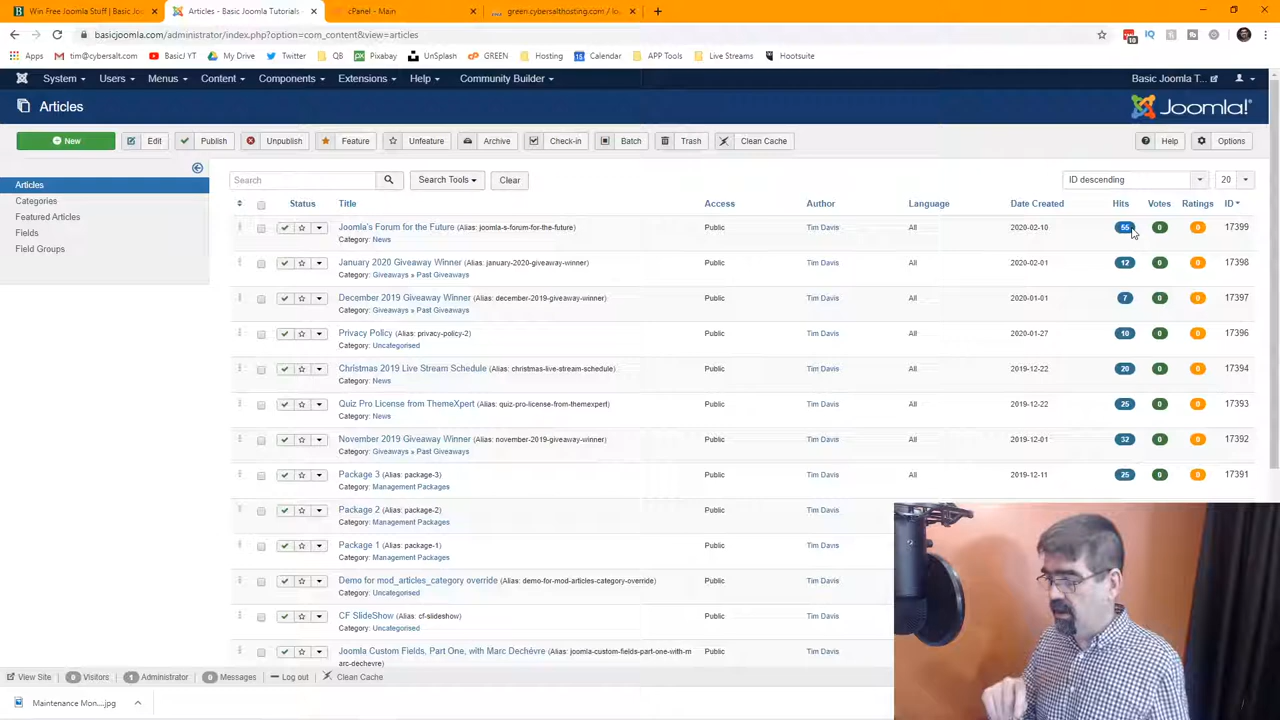 Win Free Joomla Stuff | Basic Joo
Articles - Basic Joomla Tutorials
cPanel - Main
green.cybersalthosting.com / lo
basicjoomla.com/administrator/index.php?option=com_content&view=articles
10
Apps
tim@cybersalt.com
BasicJ YT
My Drive
Twitter
QB
Pixabay
UnSplash
GREEN
Hosting
Calendar
APP Tools
Live Streams
Hootsuite
System
Users
Menus
Content
Components
Extensions
Help
Community Builder
Basic Joomla T...
Articles
Joomla!
New
Edit
Publish
Unpublish
Feature
Unfeature
Archive
Check-in
Batch
Trash
Clean Cache
Help
Options
Articles
Categories
Featured Articles
Fields
Field Groups
Search
Search Tools
Clear
ID descending
20
Status Title Access Author Language Date Created Hits Votes Ratings ID
Joomla's Forum for the Future (Alias: joomla-s-forum-for-the-future) Public Tim Davis All 2020-02-10 55 0 0 17399
Category: News
January 2020 Giveaway Winner (Alias: january-2020-giveaway-winner) Public Tim Davis All 2020-02-01 12 0 0 17398
Category: Giveaways » Past Giveaways
December 2019 Giveaway Winner (Alias: december-2019-giveaway-winner) Public Tim Davis All 2020-01-01 7 0 0 17397
Category: Giveaways » Past Giveaways
Privacy Policy (Alias: privacy-policy-2) Public Tim Davis All 2020-01-27 10 0 0 17396
Category: Uncategorised
Christmas 2019 Live Stream Schedule (Alias: christmas-live-stream-schedule) Public Tim Davis All 2019-12-22 20 0 0 17394
Category: News
Quiz Pro License from ThemeXpert (Alias: quiz-pro-license-from-themexpert) Public Tim Davis All 2019-12-22 25 0 0 17393
Category: News
November 2019 Giveaway Winner (Alias: november-2019-giveaway-winner) Public Tim Davis All 2019-12-01 32 0 0 17392
Category: Giveaways » Past Giveaways
Package 3 (Alias: package-3) Public Tim Davis All 2019-12-11 25 0 0 17391
Category: Management Packages
Package 2 (Alias: package-2) Public Tim Davis
Category: Management Packages
Package 1 (Alias: package-1) Public Tim Davis
Category: Management Packages
Demo for mod_articles_category override (Alias: demo-for-mod-articles-category-override) Public Tim Davis
Category: Uncategorised
CF SlideShow (Alias: cf-slideshow) Public Tim Davis
Category: Uncategorised
Joomla Custom Fields, Part One, with Marc Dechèvre (Alias: joomla-custom-fields-part-one-with-m Public Tim Davis
arc-dechevre)
View Site
0 Visitors
1 Administrator
0 Messages
Log out
Clean Cache
Maintenance Mon....jpg